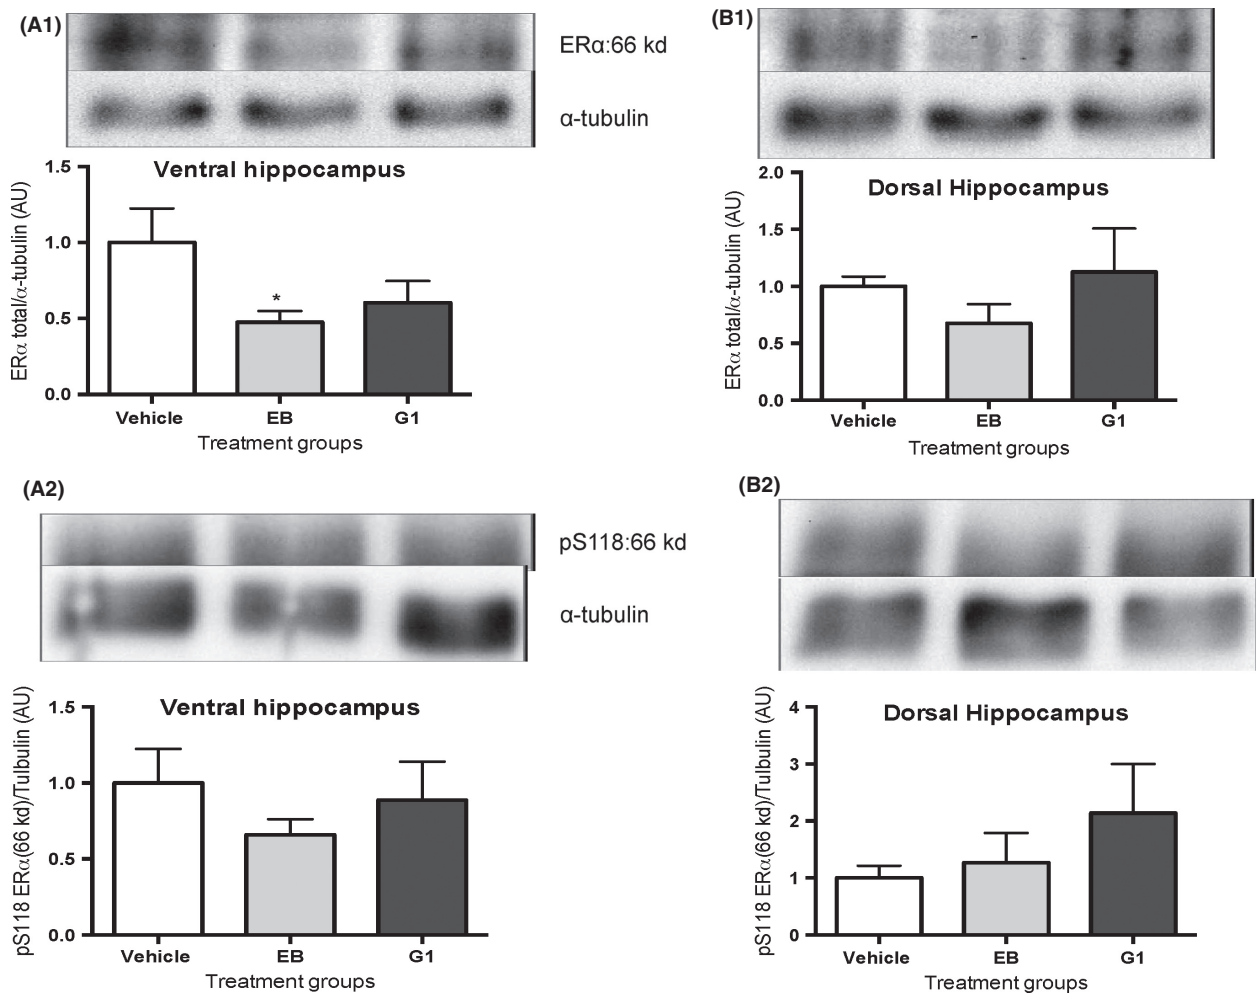 (A1)
ERα:66 kd
α-tubulin
Ventral hippocampus
ERα total/α-tubulin (AU)
1.5
1.0
0.5
0.0
*
Vehicle EB G1
Treatment groups
(B1)
Dorsal Hippocampus
ERα total/α-tubulin (AU)
2.0
1.5
1.0
0.5
0.0
Vehicle EB G1
Treatment groups
(A2)
pS118:66 kd
α-tubulin
Ventral hippocampus
pS118 ERα(66 kd)/Tulbulin (AU)
1.5
1.0
0.5
0.0
Vehicle EB G1
Treatment groups
(B2)
Dorsal Hippocampus
pS118 ERα(66 kd)/Tulbulin (AU)
4
3
2
1
0
Vehicle EB G1
Treatment groups